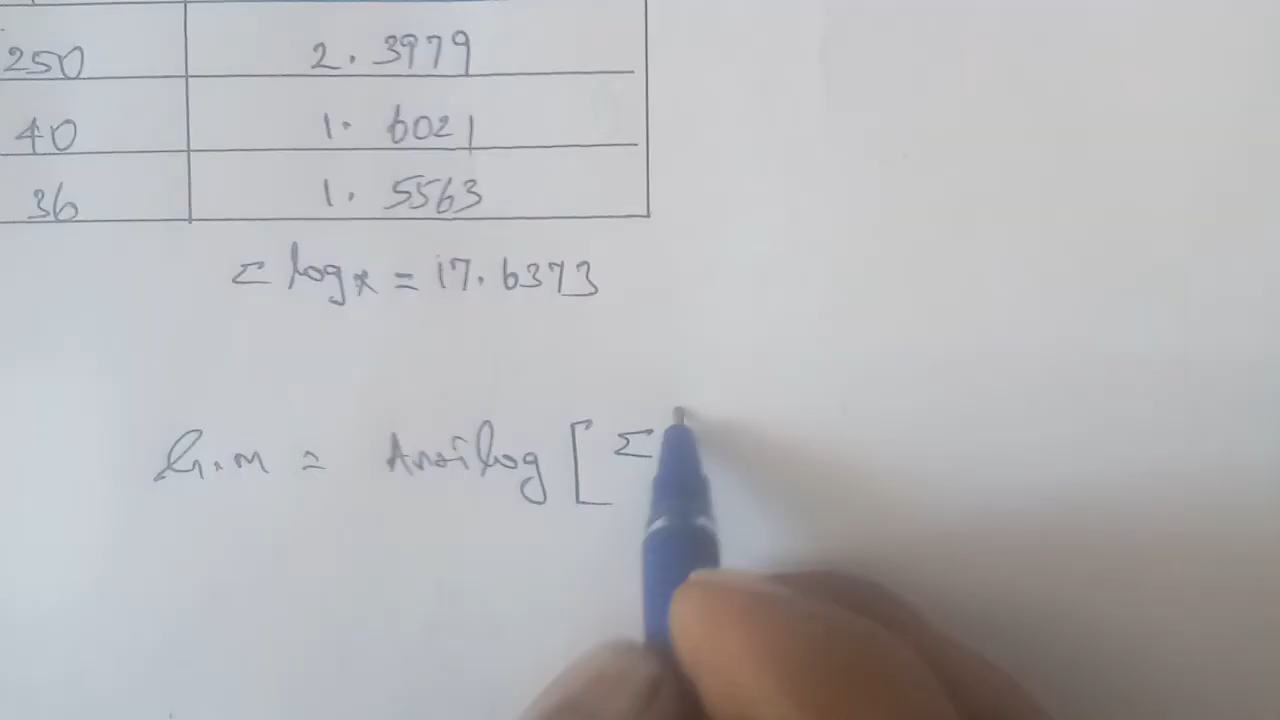 250 2.3979
40 1.6021
36 1.5563
Σ log x = 17.6373
G.M = Antilog [ Σ